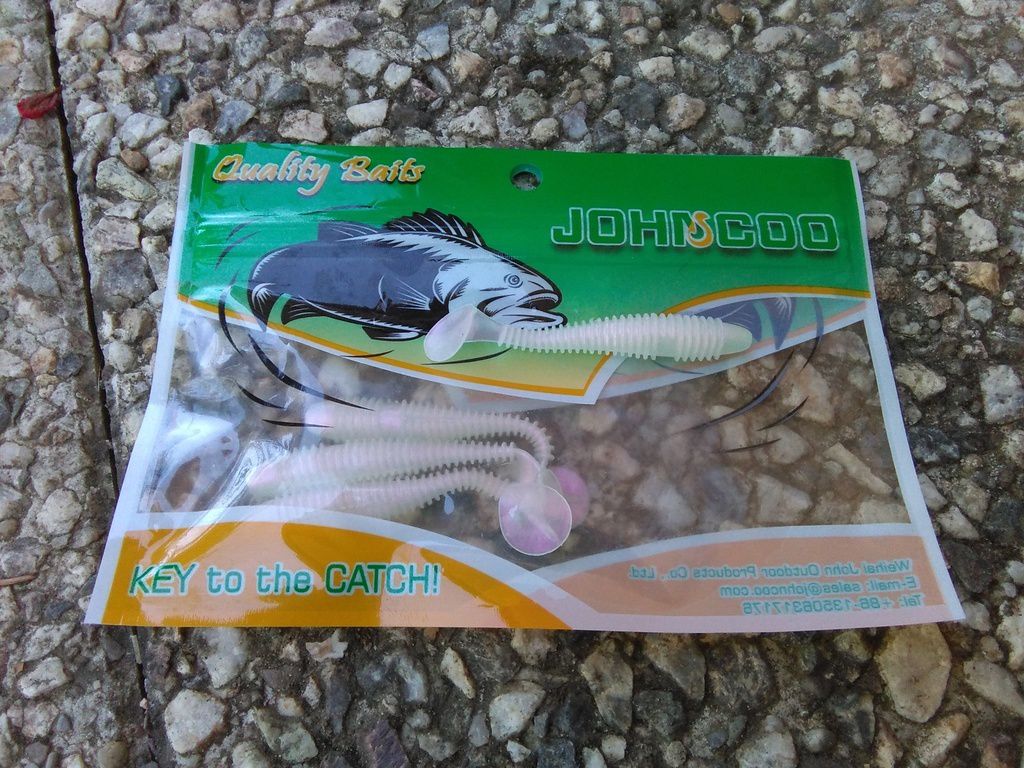 Quality Baits
JOHNCOO
KEY to the CATCH!
Weihai John Outdoor Products Co., Ltd.
E-mail: sales@johncoo.com
Tel: +86-13506317175